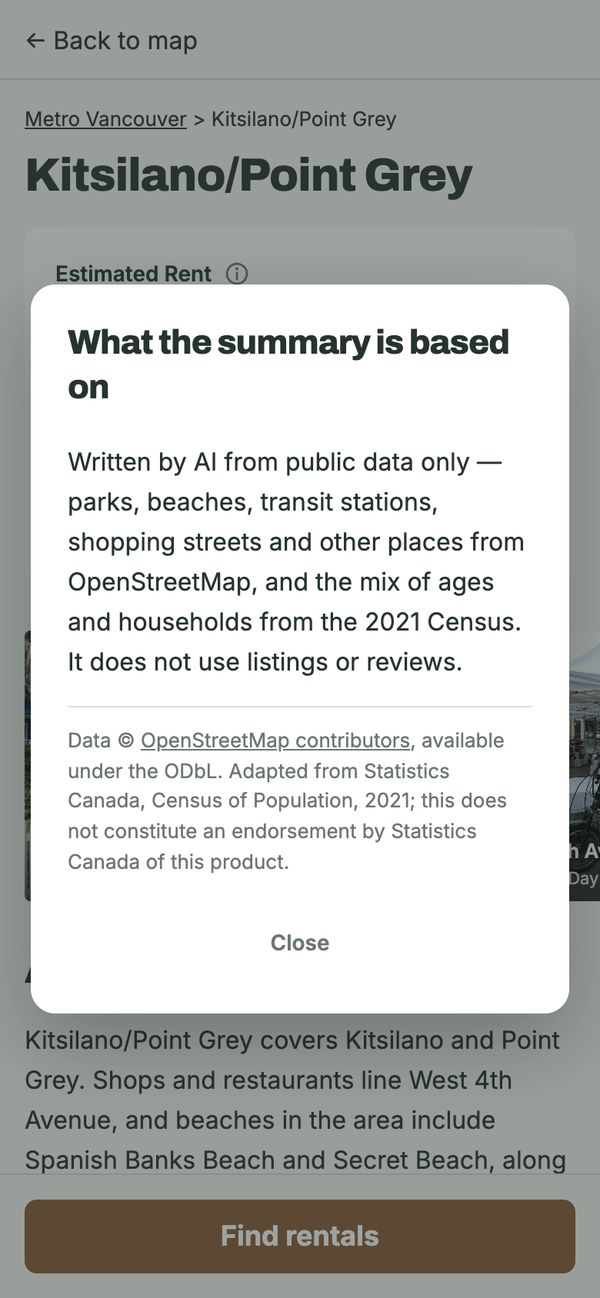 ← Back to map
Metro Vancouver > Kitsilano/Point Grey
Kitsilano/Point Grey
Estimated Rent
What the summary is based
on
Written by AI from public data only —
parks, beaches, transit stations,
shopping streets and other places from
OpenStreetMap, and the mix of ages
and households from the 2021 Census.
It does not use listings or reviews.
Data © OpenStreetMap contributors, available
under the ODbL. Adapted from Statistics
Canada, Census of Population, 2021; this does
not constitute an endorsement by Statistics
Canada of this product.
Day
Close
Kitsilano/Point Grey covers Kitsilano and Point
Grey. Shops and restaurants line West 4th
Avenue, and beaches in the area include
Spanish Banks Beach and Secret Beach, along
Find rentals